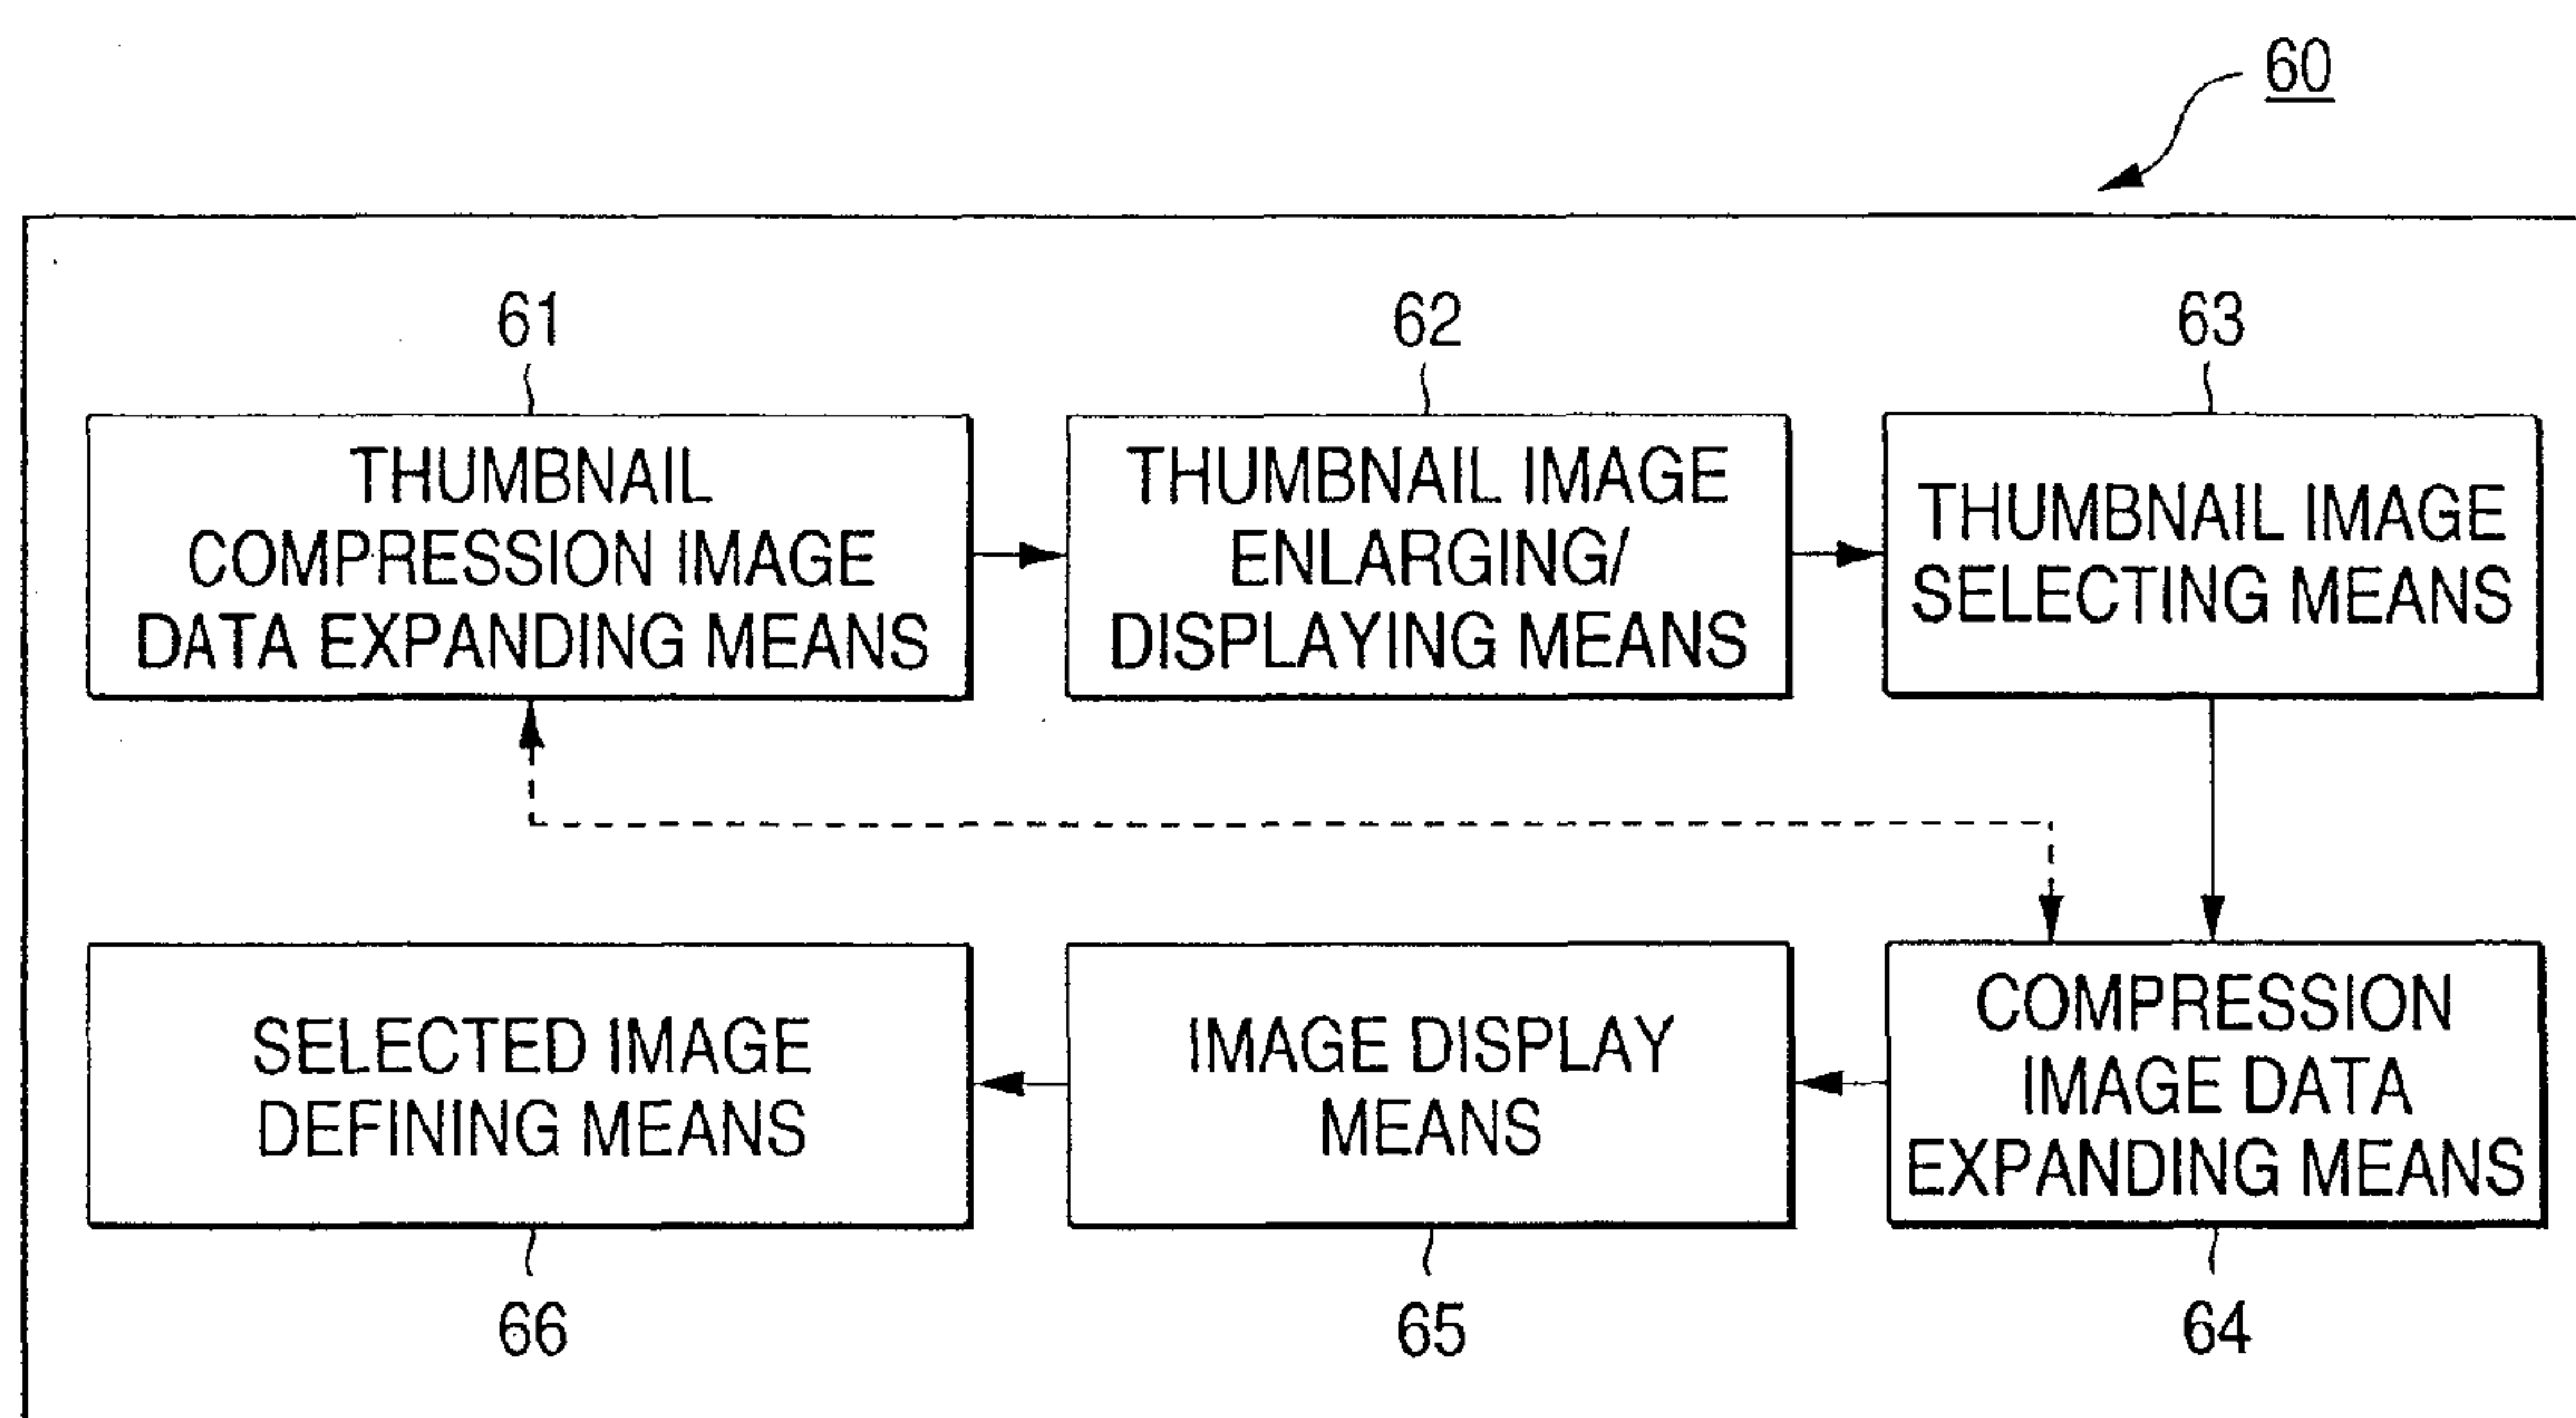 60
61
62
63
THUMBNAIL
COMPRESSION IMAGE
DATA EXPANDING MEANS
THUMBNAIL IMAGE
ENLARGING/
DISPLAYING MEANS
THUMBNAIL IMAGE
SELECTING MEANS
SELECTED IMAGE
DEFINING MEANS
IMAGE DISPLAY
MEANS
COMPRESSION
IMAGE DATA
EXPANDING MEANS
66
65
64